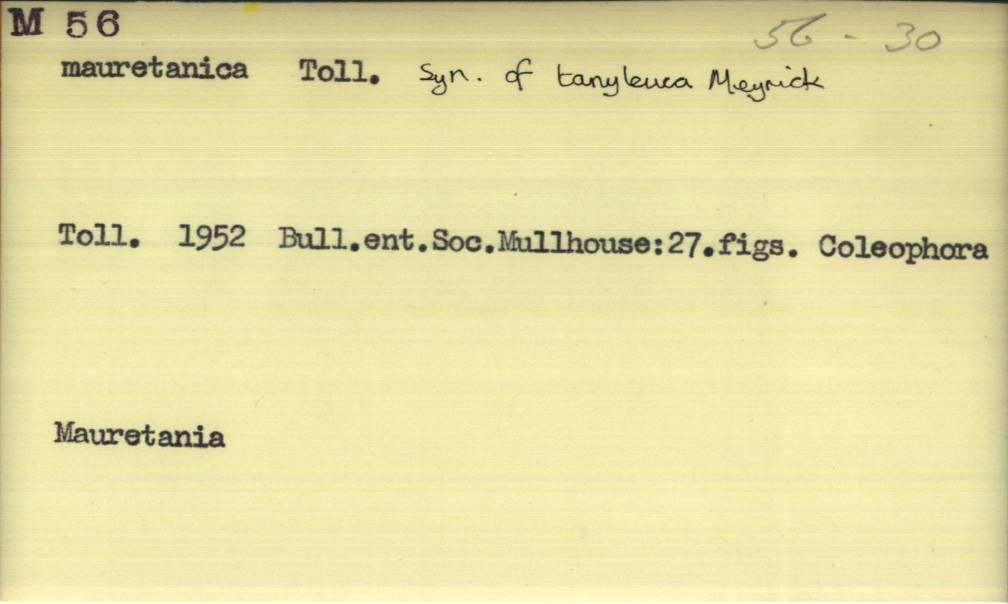 M 56
56 - 30
mauretanica Toll. Syn. of tanyleuca Meyrick
Toll. 1952 Bull.ent.Soc.Mullhouse:27.figs. Coleophora
Mauretania